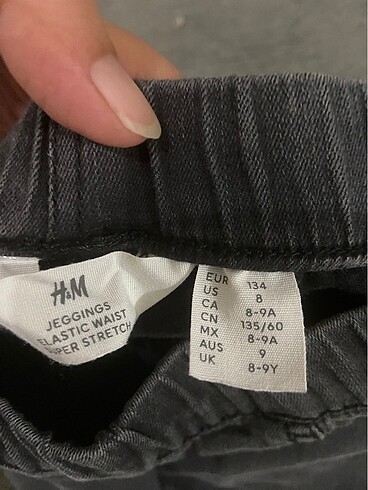 H&M
JEGGINGS
ELASTIC WAIST
SUPER STRETCH
EUR 134
US 8
CA 8-9A
CN 135/60
MX 8-9A
AUS 9
UK 8-9Y